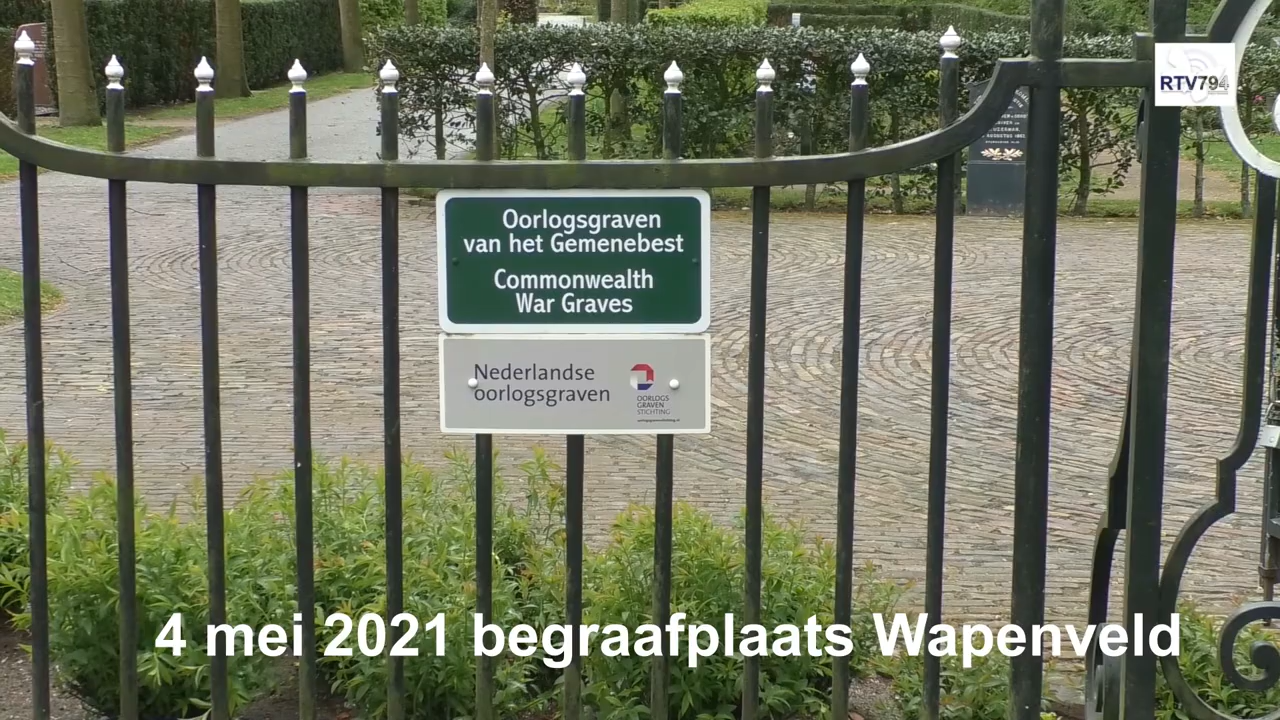 RTV794
Oorlogsgraven
van het Gemenebest
Commonwealth
War Graves
Nederlandse
oorlogsgraven
OORLOGS
GRAVEN
STICHTING
4 mei 2021 begraafplaats Wapenveld